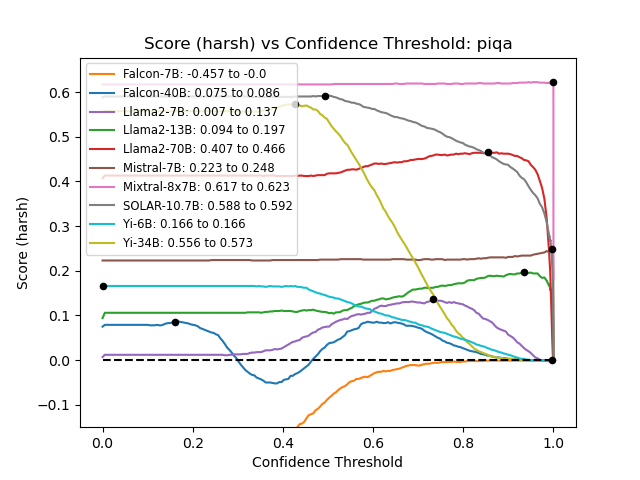 Score (harsh) vs Confidence Threshold: piqa
Falcon-7B: -0.457 to -0.0
Falcon-40B: 0.075 to 0.086
Llama2-7B: 0.007 to 0.137
Llama2-13B: 0.094 to 0.197
Llama2-70B: 0.407 to 0.466
Mistral-7B: 0.223 to 0.248
Mixtral-8x7B: 0.617 to 0.623
SOLAR-10.7B: 0.588 to 0.592
Yi-6B: 0.166 to 0.166
Yi-34B: 0.556 to 0.573
Score (harsh)
0.6
0.5
0.4
0.3
0.2
0.1
0.0
−0.1
0.0 0.2 0.4 0.6 0.8 1.0
Confidence Threshold